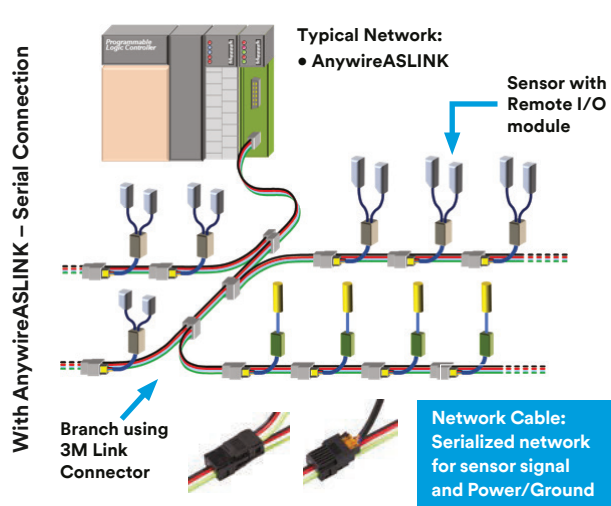 With AnywireASLINK – Serial Connection
Programmable
Logic Controller
Typical Network:
● AnywireASLINK
Sensor with
Remote I/O
module
Branch using
3M Link
Connector
Network Cable:
Serialized network
for sensor signal
and Power/Ground